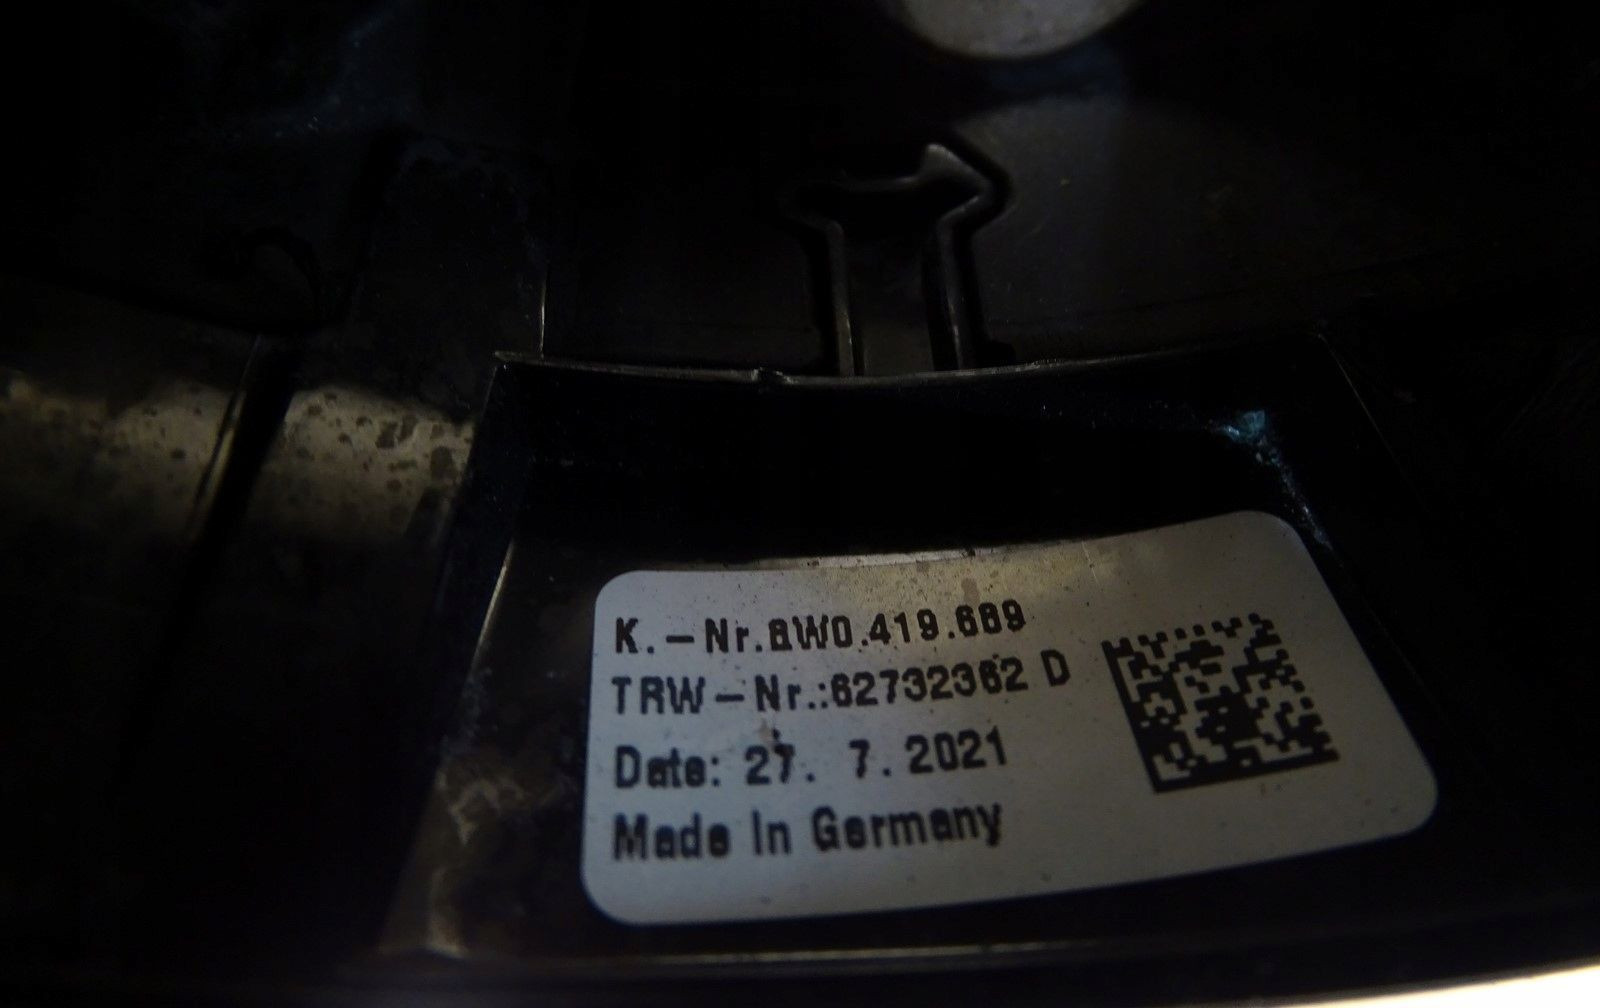 K.-Nr.8W0.419.689
TRW-Nr.:62732362 D
Date: 27. 7.2021
Made In Germany